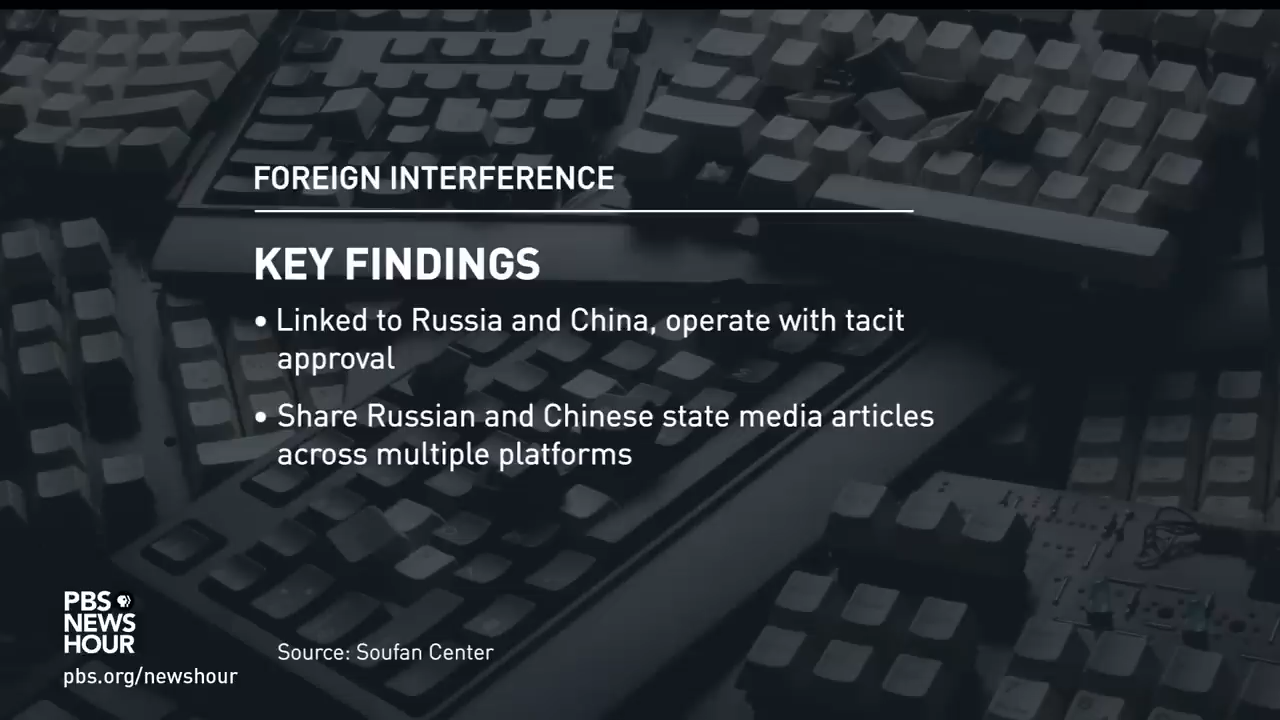 FOREIGN INTERFERENCE
KEY FINDINGS
• Linked to Russia and China, operate with tacit
approval
• Share Russian and Chinese state media articles
across multiple platforms
PBS
NEWS
HOUR
pbs.org/newshour
Source: Soufan Center